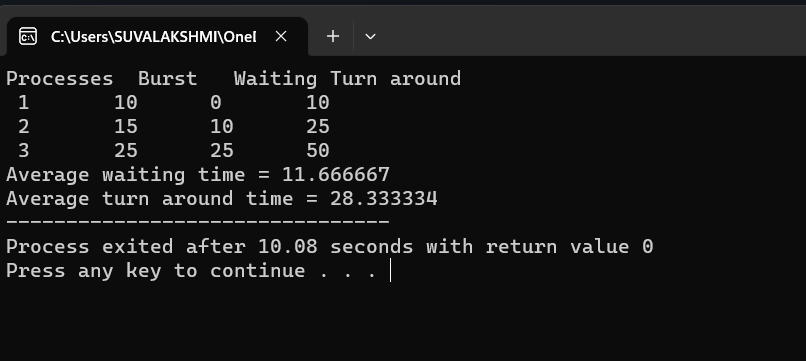 C:\Users\SUVALAKSHMI\OneI
Processes Burst Waiting Turn around
1 10 0 10
2 15 10 25
3 25 25 50
Average waiting time = 11.666667
Average turn around time = 28.333334
--------------------------------
Process exited after 10.08 seconds with return value 0
Press any key to continue . . .